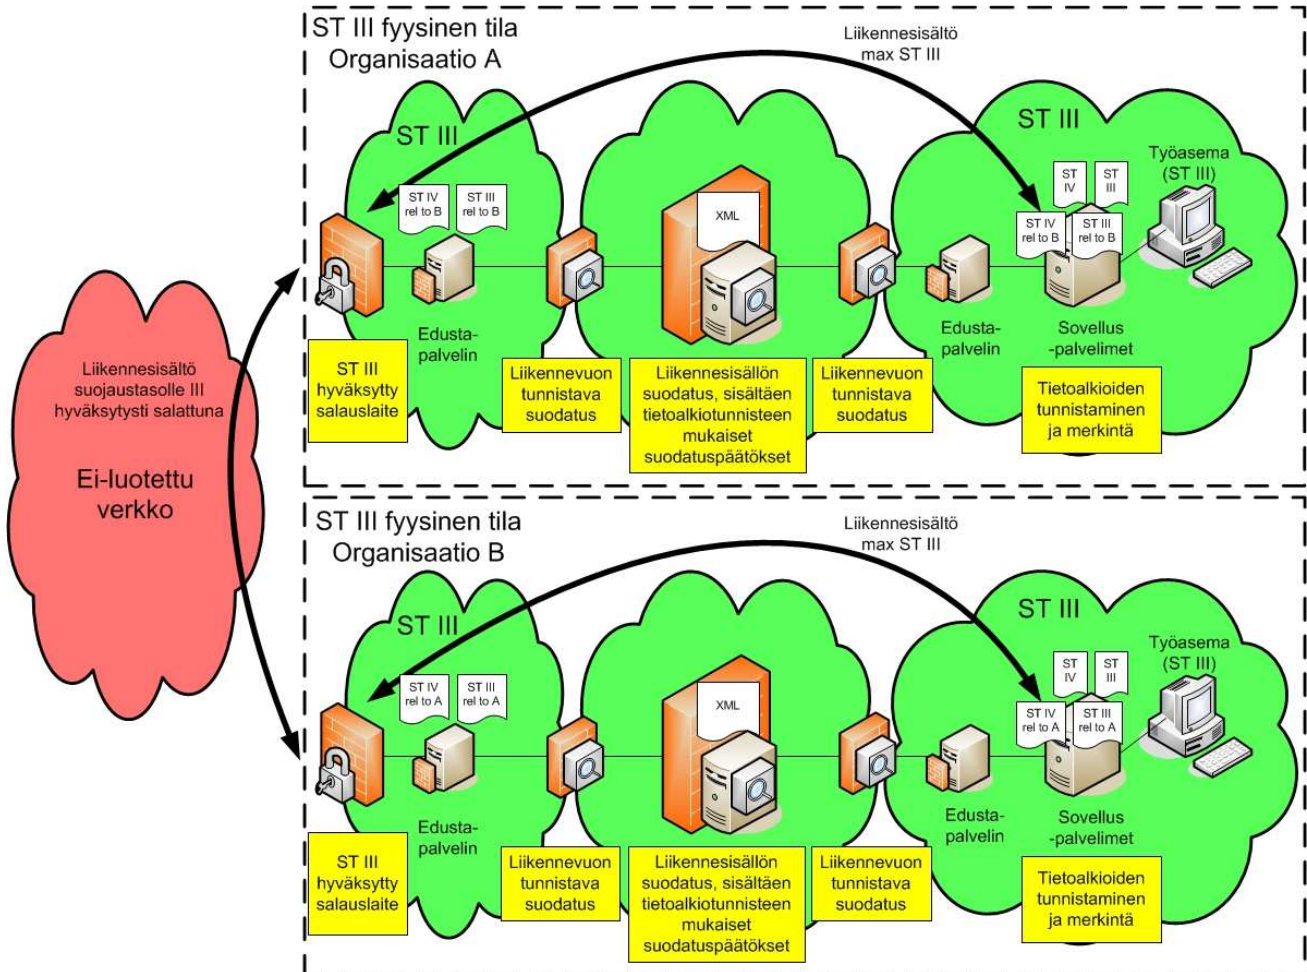 ST III fyysinen tila
Organisaatio A
Liikennesisältö
max ST III
ST III
ST III
ST IV
rel to B
ST III
rel to B
XML
ST
IV
ST
III
ST IV
rel to B
ST III
rel to B
Työasema
(ST III)
Edusta-
palvelin
Edusta-
palvelin
Sovellus
-palvelimet
ST III
hyväksytty
salauslaite
Liikennevuon
tunnistava
suodatus
Liikennesisällön
suodatus, sisältäen
tietoalkiotunnisteen
mukaiset
suodatuspäätökset
Liikennevuon
tunnistava
suodatus
Tietoalkioiden
tunnistaminen
ja merkintä
Liikennesisältö
suojaustasolle III
hyväksytysti salattuna
Ei-luotettu
verkko
ST III fyysinen tila
Organisaatio B
Liikennesisältö
max ST III
ST III
ST III
ST IV
rel to A
ST III
rel to A
XML
ST
IV
ST
III
ST IV
rel to A
ST III
rel to A
Työasema
(ST III)
Edusta-
palvelin
Edusta-
palvelin
Sovellus
-palvelimet
ST III
hyväksytty
salauslaite
Liikennevuon
tunnistava
suodatus
Liikennesisällön
suodatus, sisältäen
tietoalkiotunnisteen
mukaiset
suodatuspäätökset
Liikennevuon
tunnistava
suodatus
Tietoalkioiden
tunnistaminen
ja merkintä